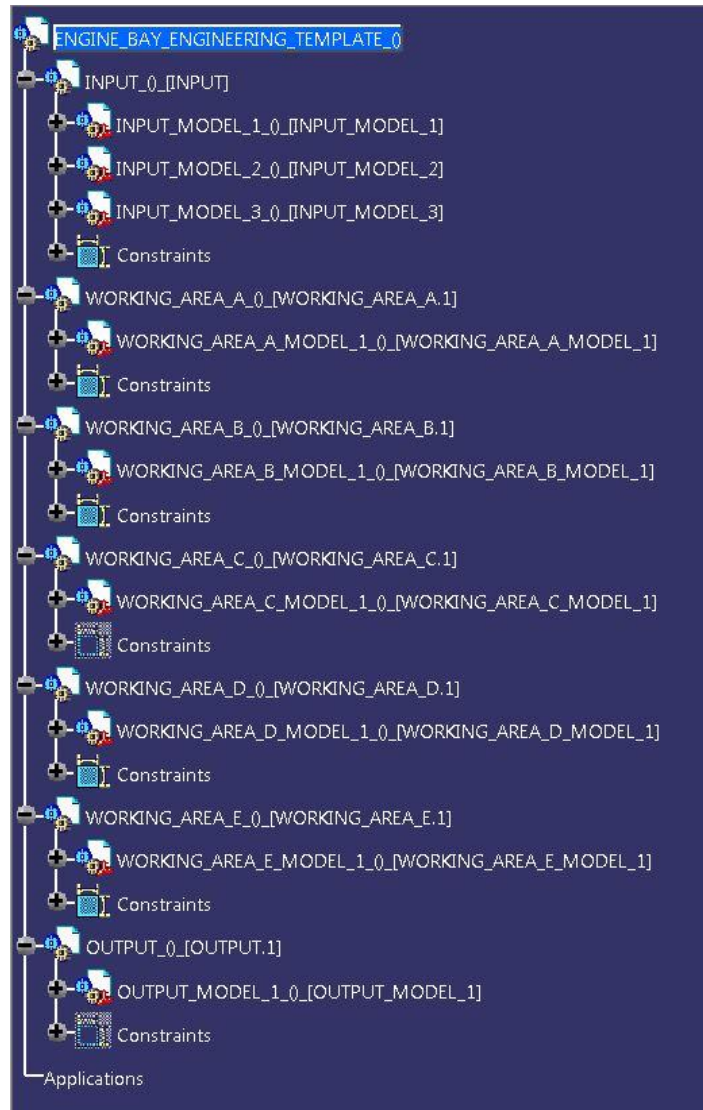 ENGINE_BAY_ENGINEERING_TEMPLATE_()
INPUT_()_[INPUT]
INPUT_MODEL_1_()_[INPUT_MODEL_1]
INPUT_MODEL_2_()_[INPUT_MODEL_2]
INPUT_MODEL_3_()_[INPUT_MODEL_3]
Constraints
WORKING_AREA_A_()_[WORKING_AREA_A.1]
WORKING_AREA_A_MODEL_1_()_[WORKING_AREA_A_MODEL_1]
Constraints
WORKING_AREA_B_()_[WORKING_AREA_B.1]
WORKING_AREA_B_MODEL_1_()_[WORKING_AREA_B_MODEL_1]
Constraints
WORKING_AREA_C_()_[WORKING_AREA_C.1]
WORKING_AREA_C_MODEL_1_()_[WORKING_AREA_C_MODEL_1]
Constraints
WORKING_AREA_D_()_[WORKING_AREA_D.1]
WORKING_AREA_D_MODEL_1_()_[WORKING_AREA_D_MODEL_1]
Constraints
WORKING_AREA_E_()_[WORKING_AREA_E.1]
WORKING_AREA_E_MODEL_1_()_[WORKING_AREA_E_MODEL_1]
Constraints
OUTPUT_()_[OUTPUT.1]
OUTPUT_MODEL_1_()_[OUTPUT_MODEL_1]
Constraints
Applications